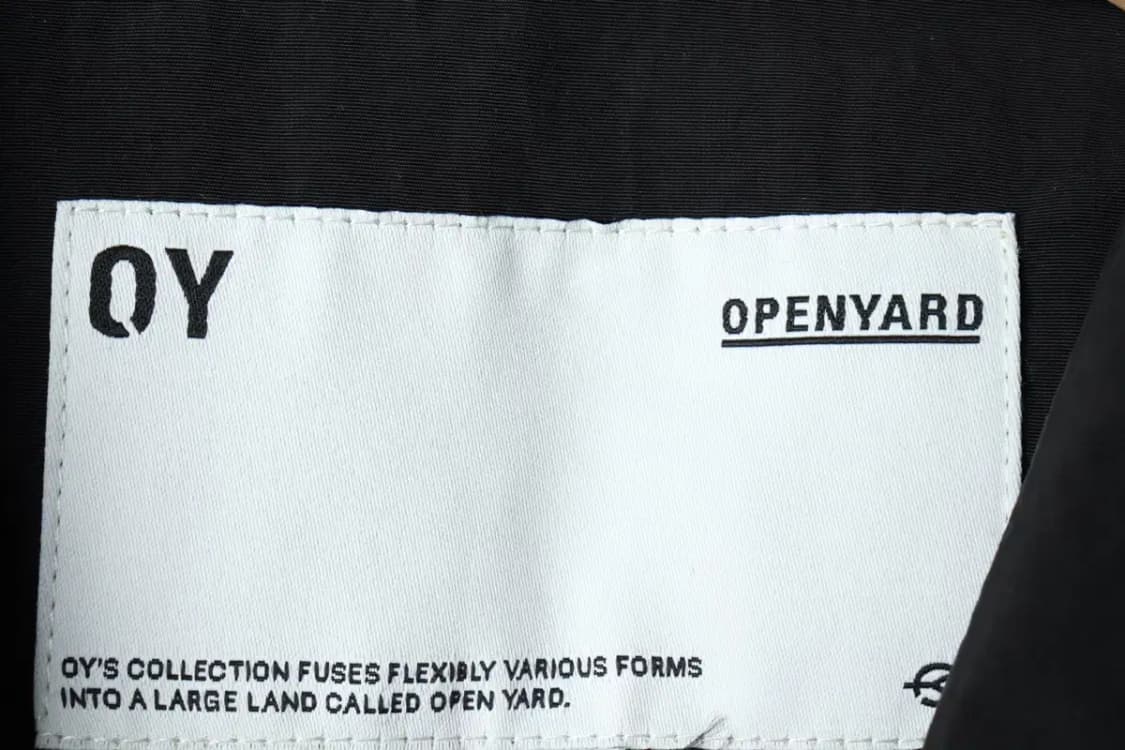 OY
OPENYARD
OY'S COLLECTION FUSES FLEXIBLY VARIOUS FORMS
INTO A LARGE LAND CALLED OPEN YARD.